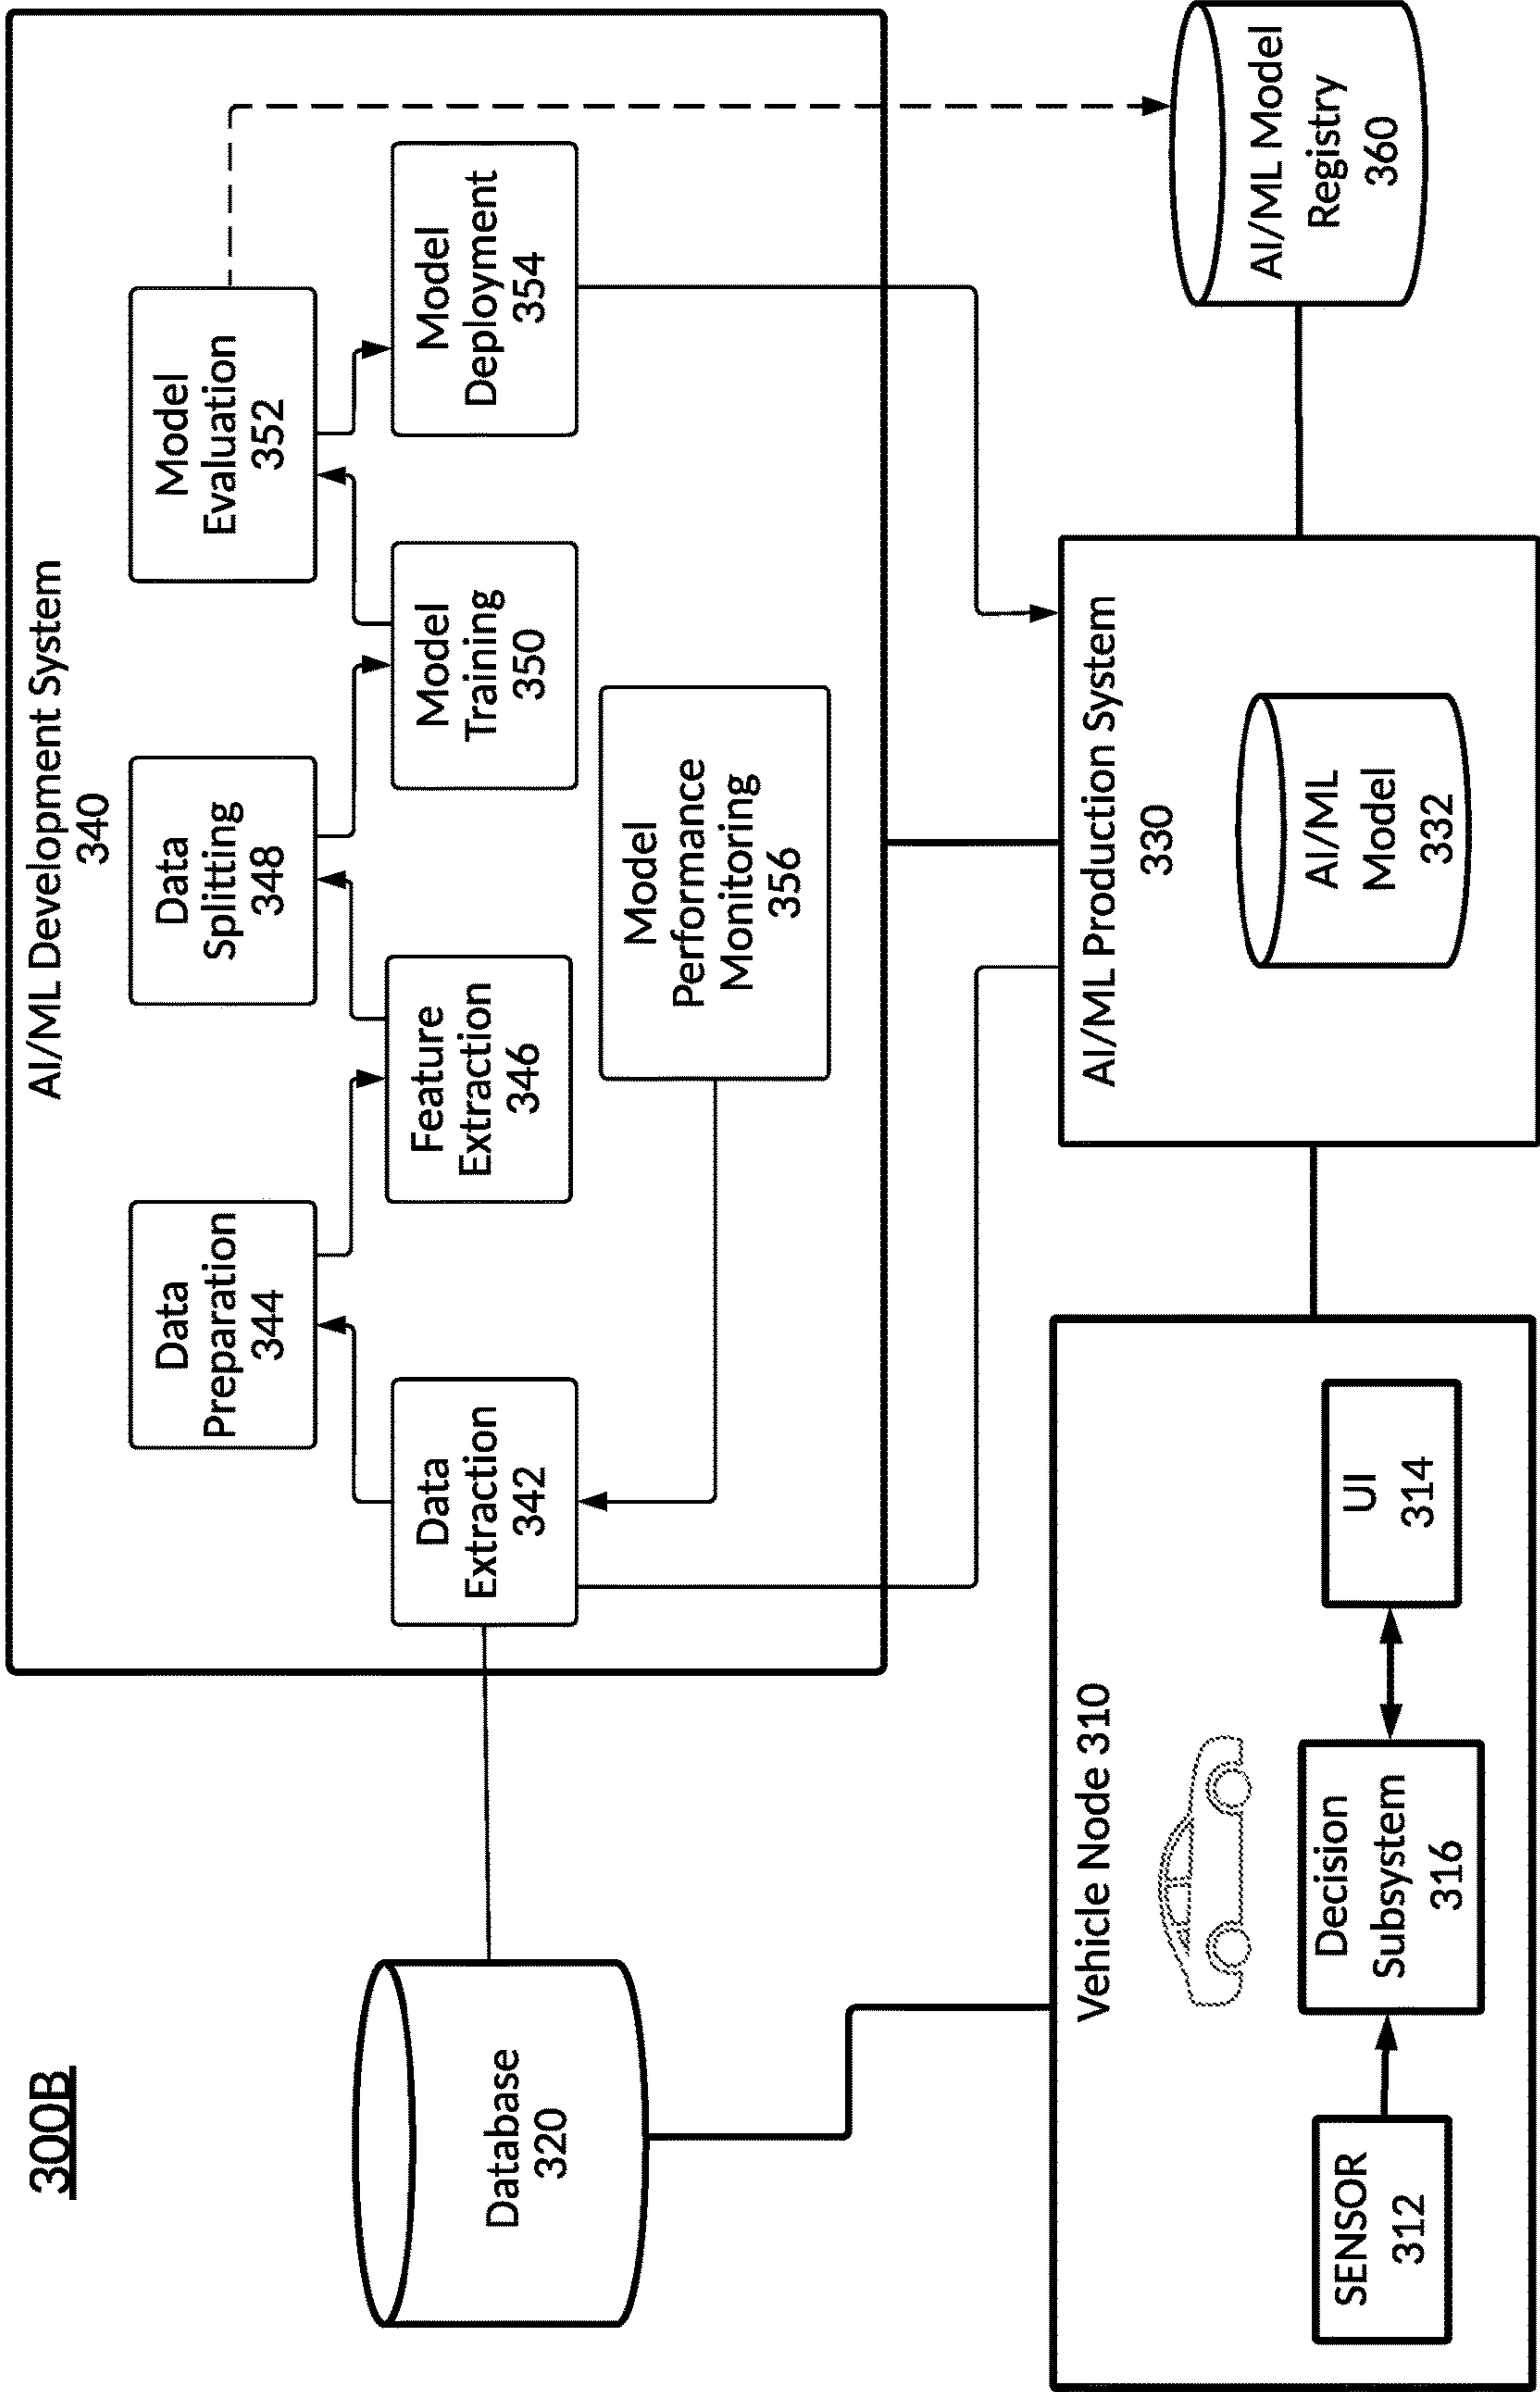 300B
AI/ML Development System
340
Data
Preparation
344
Data
Splitting
348
Model
Evaluation
352
Database
320
Data
Extraction
342
Feature
Extraction
346
Model
Training
350
Model
Deployment
354
Model
Performance
Monitoring
356
Vehicle Node 310
SENSOR
312
Decision
Subsystem
316
UI
314
AI/ML Production System
330
AI/ML
Model
332
AI/ML Model
Registry
360